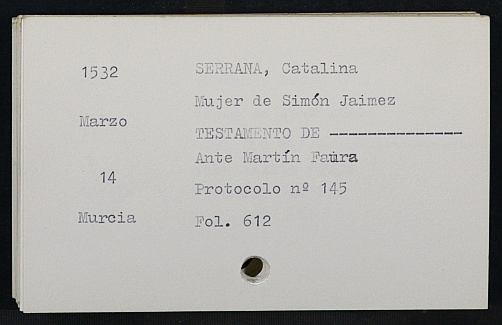 1532
SERRANA, Catalina
Mujer de Simón Jaimez
Marzo
TESTAMENTO DE ---------------
Ante Martín Faura
14
Protocolo nº 145
Murcia
Fol. 612